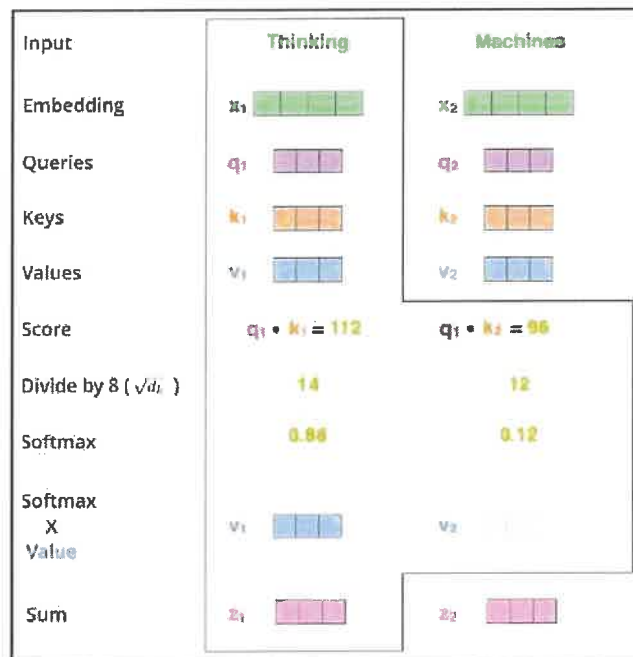 Input Thinking Machines
Embedding x₁ x₂
Queries q₁ q₂
Keys k₁ k₂
Values v₁ v₂
Score q₁ • k₁ = 112 q₁ • k₂ = 96
Divide by 8 ( √dₖ ) 14 12
Softmax 0.88 0.12
Softmax
X v₁ v₂
Value
Sum z₁ z₂